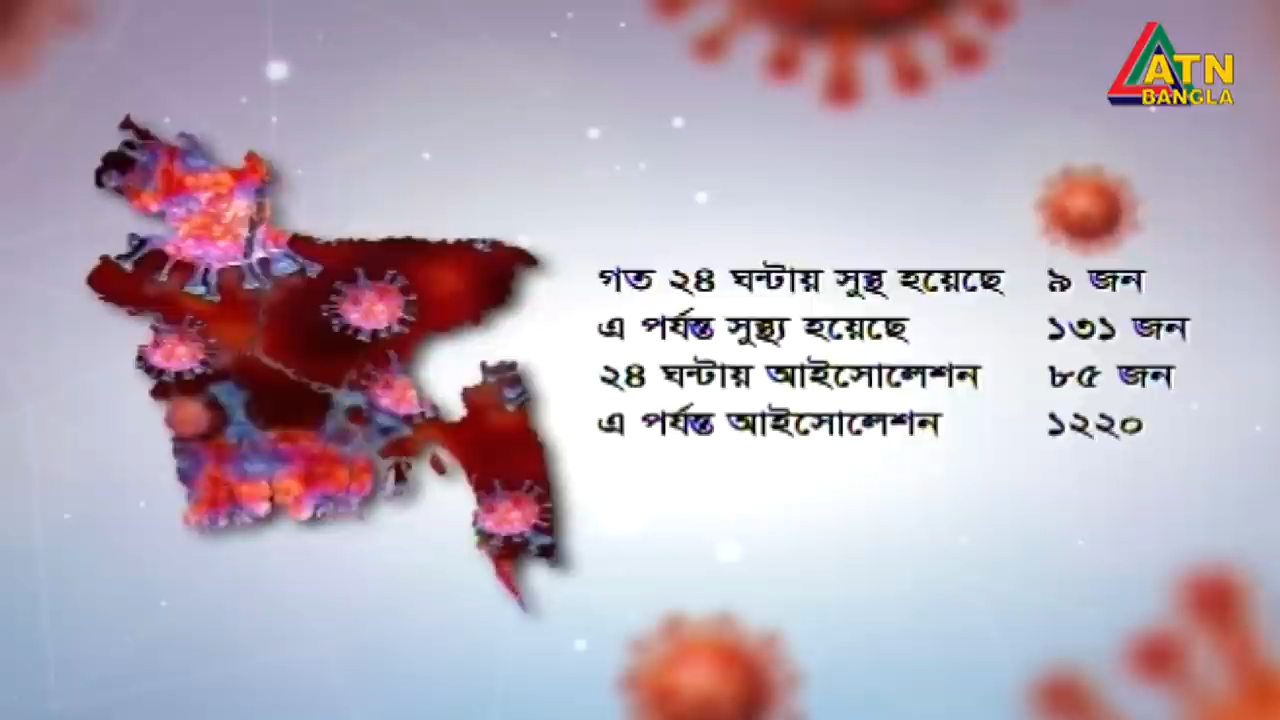 ATN
BANGLA
গত ২৪ ঘন্টায় সুস্থ হয়েছে ৯ জন
এ পর্যন্ত সুস্থ্য হয়েছে ১৩১ জন
২৪ ঘন্টায় আইসোলেশন ৮৫ জন
এ পর্যন্ত আইসোলেশন ১২২০